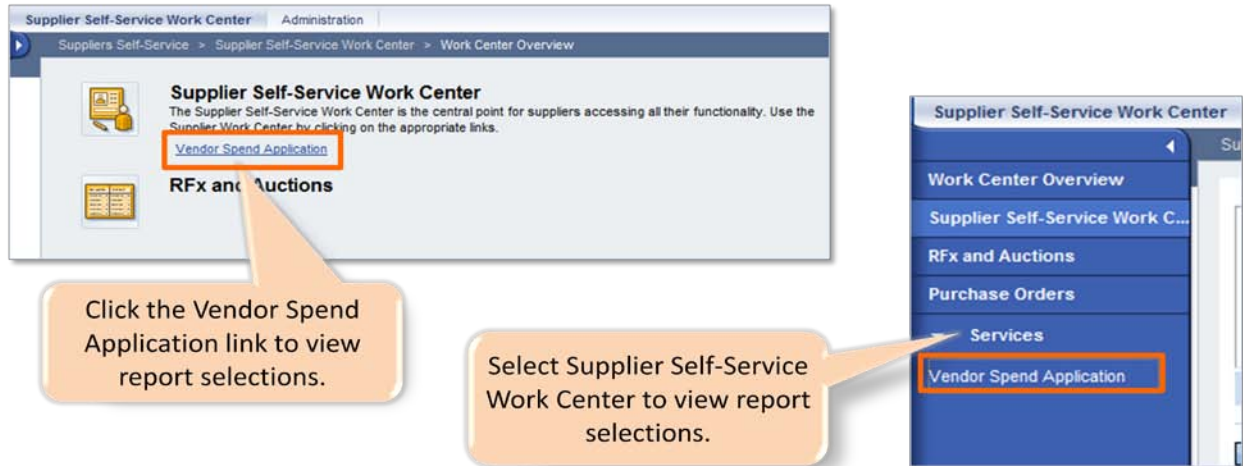 Supplier Self-Service Work Center Administration
Suppliers Self-Service > Supplier Self-Service Work Center > Work Center Overview
Supplier Self-Service Work Center
The Supplier Self-Service Work Center is the central point for suppliers accessing all their functionality. Use the
Supplier Work Center by clicking on the appropriate links.
Vendor Spend Application
RFx and Auctions
Click the Vendor Spend
Application link to view
report selections.
Select Supplier Self-Service
Work Center to view report
selections.
Supplier Self-Service Work Center
Su
Work Center Overview
Supplier Self-Service Work C...
RFx and Auctions
Purchase Orders
Services
Vendor Spend Application